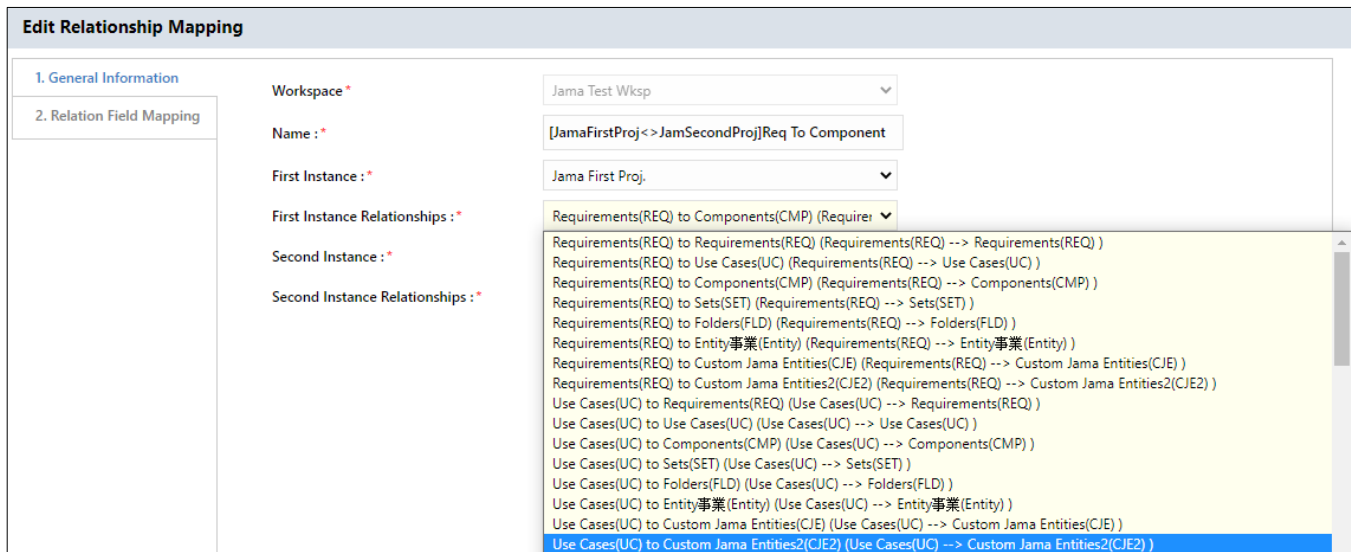 Edit Relationship Mapping
1. General Information
2. Relation Field Mapping
Workspace *
Jama Test Wksp
Name : *
[JamaFirstProj<>JamSecondProj]Req To Component
First Instance : *
Jama First Proj.
First Instance Relationships : *
Requirements(REQ) to Components(CMP) (Requirer
Second Instance : *
Second Instance Relationships : *
Requirements(REQ) to Requirements(REQ) (Requirements(REQ) --> Requirements(REQ) )
Requirements(REQ) to Use Cases(UC) (Requirements(REQ) --> Use Cases(UC) )
Requirements(REQ) to Components(CMP) (Requirements(REQ) --> Components(CMP) )
Requirements(REQ) to Sets(SET) (Requirements(REQ) --> Sets(SET) )
Requirements(REQ) to Folders(FLD) (Requirements(REQ) --> Folders(FLD) )
Requirements(REQ) to Entity事業(Entity) (Requirements(REQ) --> Entity事業(Entity) )
Requirements(REQ) to Custom Jama Entities(CJE) (Requirements(REQ) --> Custom Jama Entities(CJE) )
Requirements(REQ) to Custom Jama Entities2(CJE2) (Requirements(REQ) --> Custom Jama Entities2(CJE2) )
Use Cases(UC) to Requirements(REQ) (Use Cases(UC) --> Requirements(REQ) )
Use Cases(UC) to Use Cases(UC) (Use Cases(UC) --> Use Cases(UC) )
Use Cases(UC) to Components(CMP) (Use Cases(UC) --> Components(CMP) )
Use Cases(UC) to Sets(SET) (Use Cases(UC) --> Sets(SET) )
Use Cases(UC) to Folders(FLD) (Use Cases(UC) --> Folders(FLD) )
Use Cases(UC) to Entity事業(Entity) (Use Cases(UC) --> Entity事業(Entity) )
Use Cases(UC) to Custom Jama Entities(CJE) (Use Cases(UC) --> Custom Jama Entities(CJE) )
Use Cases(UC) to Custom Jama Entities2(CJE2) (Use Cases(UC) --> Custom Jama Entities2(CJE2) )